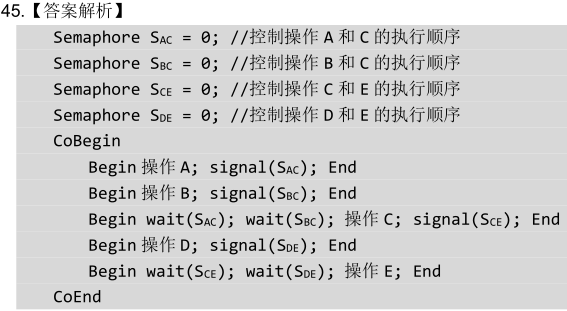 45.【答案解析】
Semaphore SAC = 0; //控制操作 A 和 C 的执行顺序
Semaphore SBC = 0; //控制操作 B 和 C 的执行顺序
Semaphore SCE = 0; //控制操作 C 和 E 的执行顺序
Semaphore SDE = 0; //控制操作 D 和 E 的执行顺序
CoBegin
Begin 操作 A; signal(SAC); End
Begin 操作 B; signal(SBC); End
Begin wait(SAC); wait(SBC); 操作 C; signal(SCE); End
Begin 操作 D; signal(SDE); End
Begin wait(SCE); wait(SDE); 操作 E; End
CoEnd